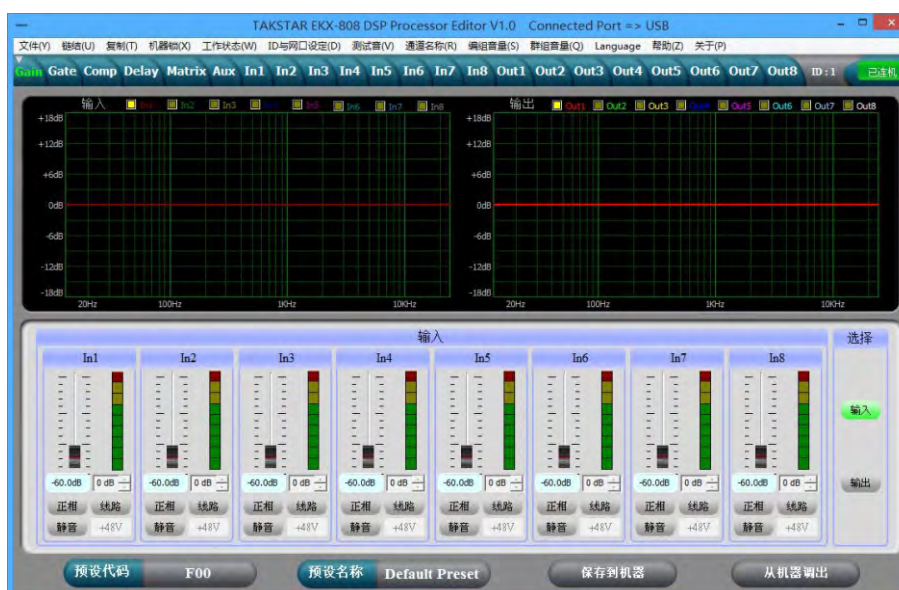 TAKSTAR EKX-808 DSP Processor Editor V1.0 Connected Port => USB
文件(Y) 链结(U) 复制(T) 机器锁(X) 工作状态(W) ID与网口设定(D) 测试音(V) 通道名称(R) 编组音量(S) 群组音量(Q) Language 帮助(Z) 关于(P)
Gain Gate Comp Delay Matrix Aux In1 In2 In3 In4 In5 In6 In7 In8 Out1 Out2 Out3 Out4 Out5 Out6 Out7 Out8 ID:1 已连机
输入 In2 In3 In5 In6 In7 In8 输出 Out1 Out2 Out3 Out5 Out6 Out7 Out8
+18dB +18dB
+12dB +12dB
+6dB +6dB
0dB 0dB
-6dB -6dB
-12dB -12dB
-18dB -18dB
20Hz 100Hz 1KHz 10KHz 20Hz 100Hz 1KHz 10KHz
输入 选择
In1 In2 In3 In4 In5 In6 In7 In8
输入
-60.0dB 0 dB -60.0dB 0 dB -60.0dB 0 dB -60.0dB 0 dB -60.0dB 0 dB -60.0dB 0 dB -60.0dB 0 dB -60.0dB 0 dB 输出
正相 线路 正相 线路 正相 线路 正相 线路 正相 线路 正相 线路 正相 线路 正相 线路
静音 +48V 静音 +48V 静音 +48V 静音 +48V 静音 +48V 静音 +48V 静音 +48V 静音 +48V
预设代码 F00 预设名称 Default Preset 保存到机器 从机器调出